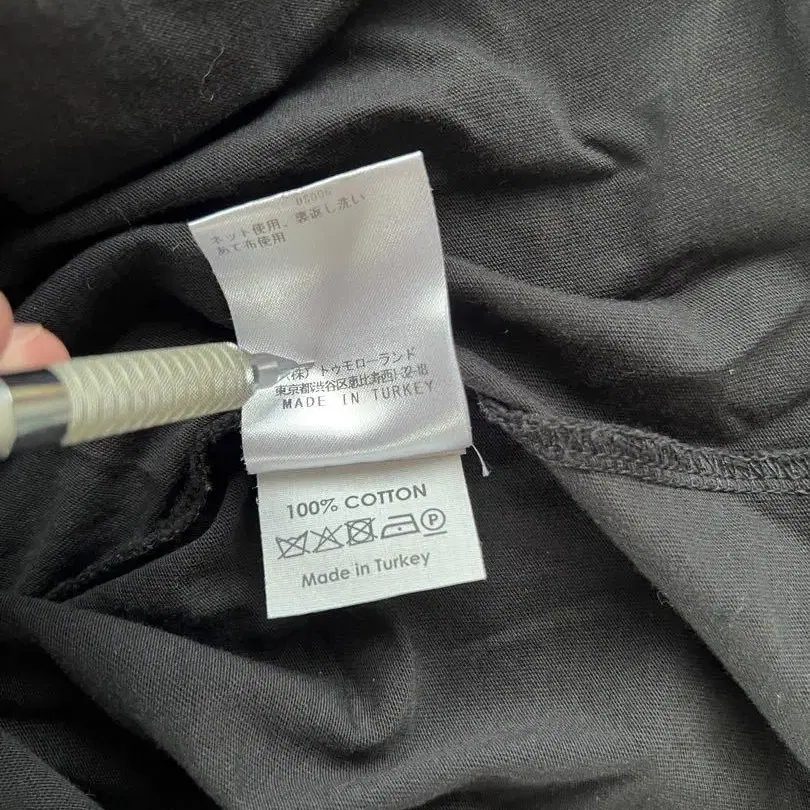 ネット使用、裏返し洗い
あて布使用
(株)トゥモローランド
東京都渋谷区恵比寿西1-32-18
MADE IN TURKEY
100% COTTON
P
Made in Turkey